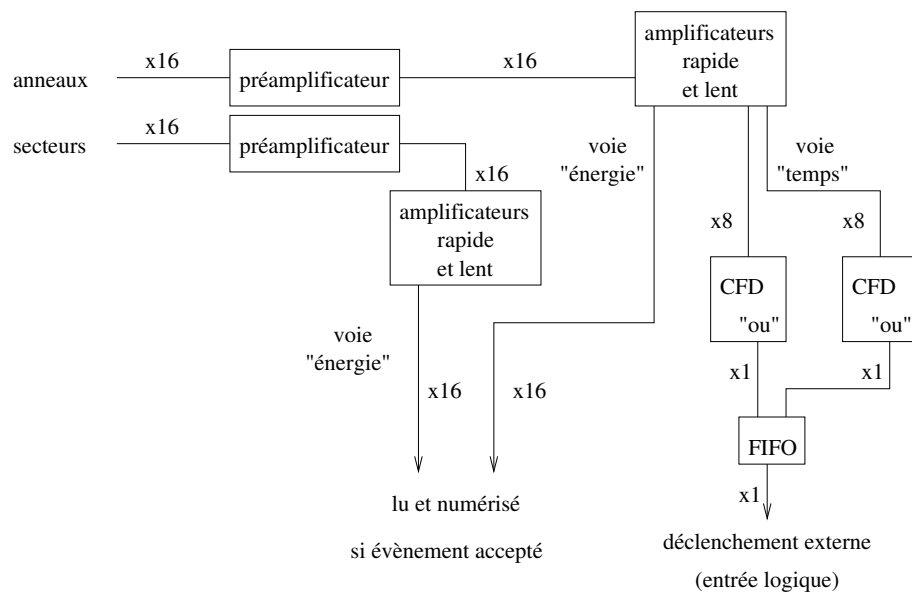 amplificateurs
rapide
et lent
anneaux
x16
préamplificateur
x16
secteurs
x16
préamplificateur
x16
voie
"énergie"
voie
"temps"
amplificateurs
rapide
et lent
x8
x8
CFD
"ou"
CFD
"ou"
voie
"énergie"
x16
x16
x1
x1
FIFO
x1
lu et numérisé
si évènement accepté
déclenchement externe
(entrée logique)